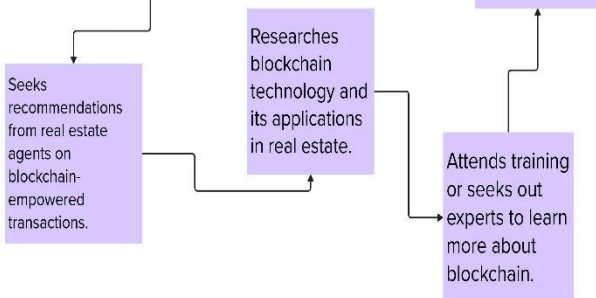 Seeks
recommendations
from real estate
agents on
blockchain-
empowered
transactions.
Researches
blockchain
technology and
its applications
in real estate.
Attends training
or seeks out
experts to learn
more about
blockchain.